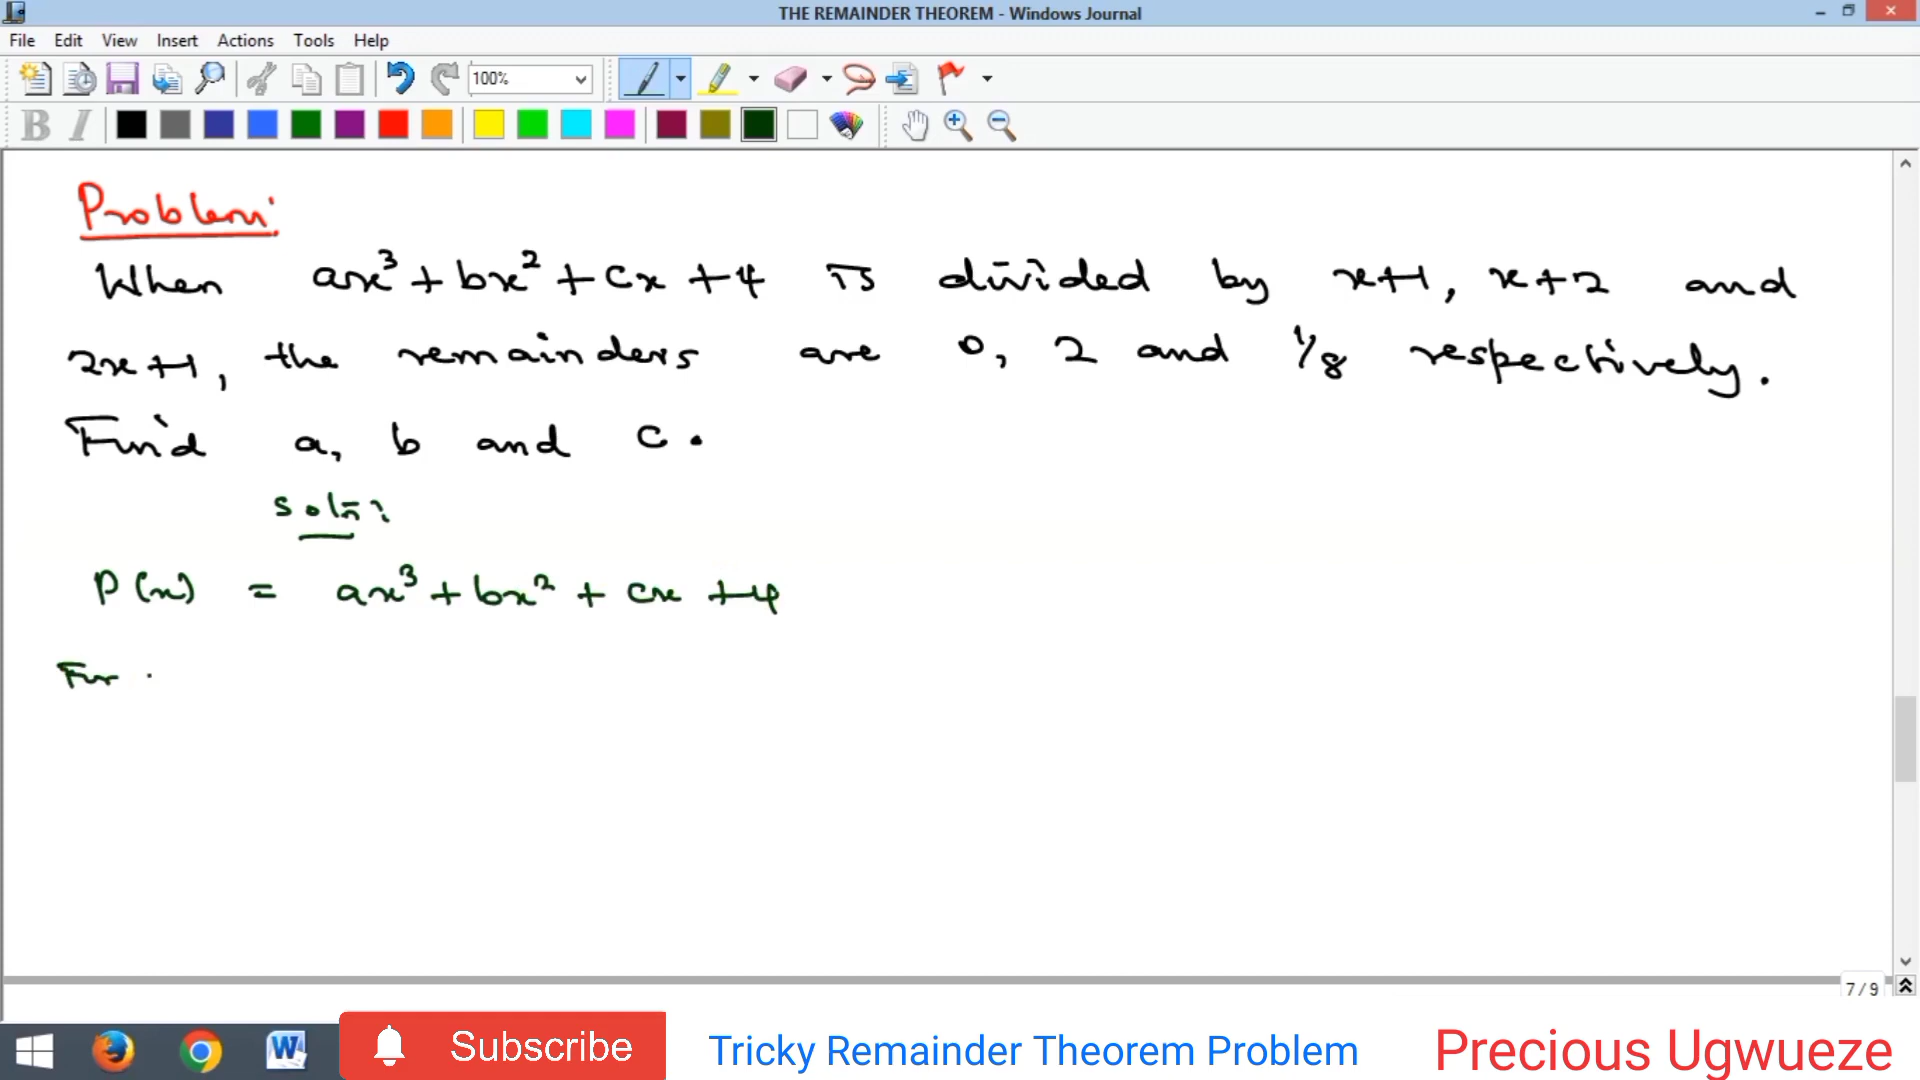 THE REMAINDER THEOREM - Windows Journal
File Edit View Insert Actions Tools Help
100%
B I
Problem:
When ax³ + bx² + cx + 4 is divided by x+1, x+2 and
2x+1, the remainders are 0, 2 and 1/8 respectively.
Find a, b and c.
soln:
P(x) = ax³ + bx² + cx + 4
For
7 / 9
W
Subscribe
Tricky Remainder Theorem Problem
Precious Ugwueze